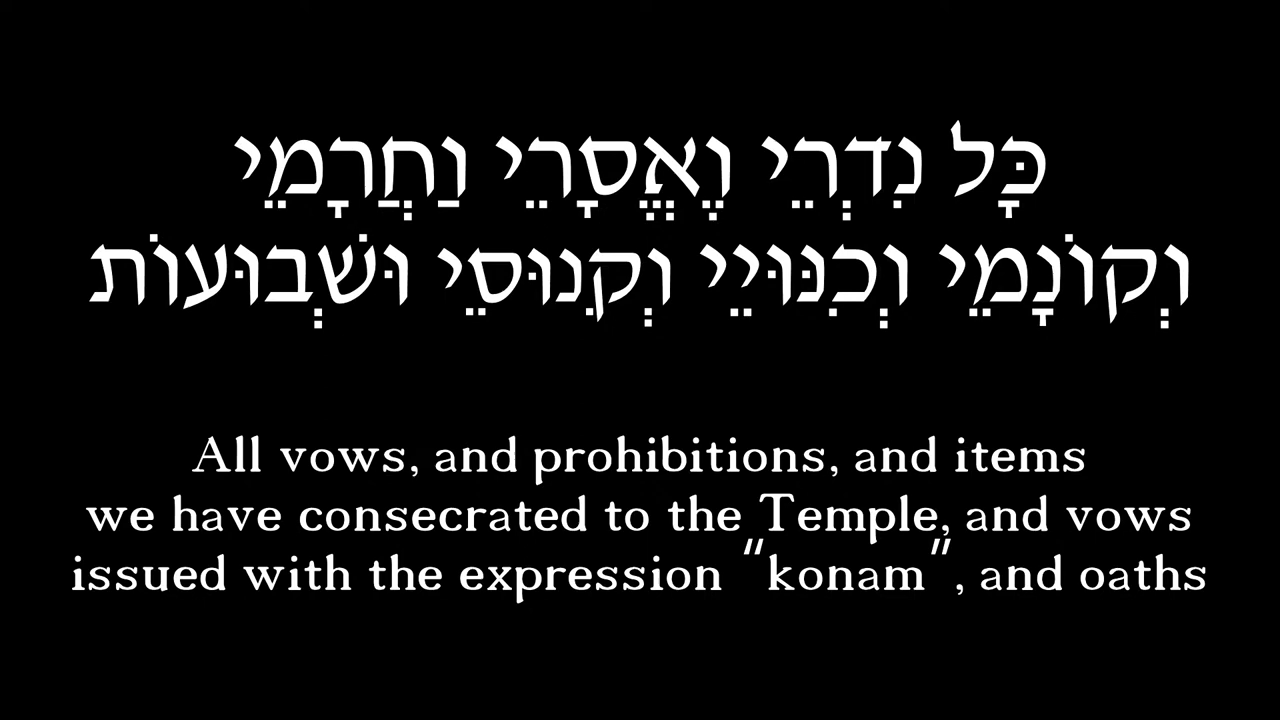 כָּל נִדְרֵי וֶאֱסָרֵי וַחֲרָמֵי
וְקוֹנָמֵי וְכִנּוּיֵי וְקִנוּסֵי וּשְׁבוּעוֹת
All vows, and prohibitions, and items
we have consecrated to the Temple, and vows
issued with the expression "konam", and oaths